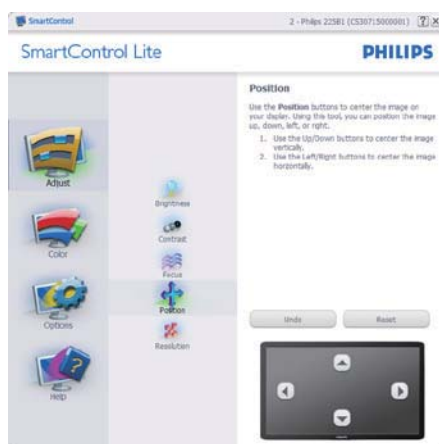 SmartControl
2 - Philips 225B1 (CS30715000001)
SmartControl Lite
PHILIPS
Adjust
Color
Options
Help
Brightness
Contrast
Focus
Position
Resolution
Position
Use the Position buttons to center the image on
your display. Using this tool, you can position the image
up, down, left, or right.
1. Use the Up/Down buttons to center the image
vertically.
2. Use the Left/Right buttons to center the image
horizontally.
Undo
Reset